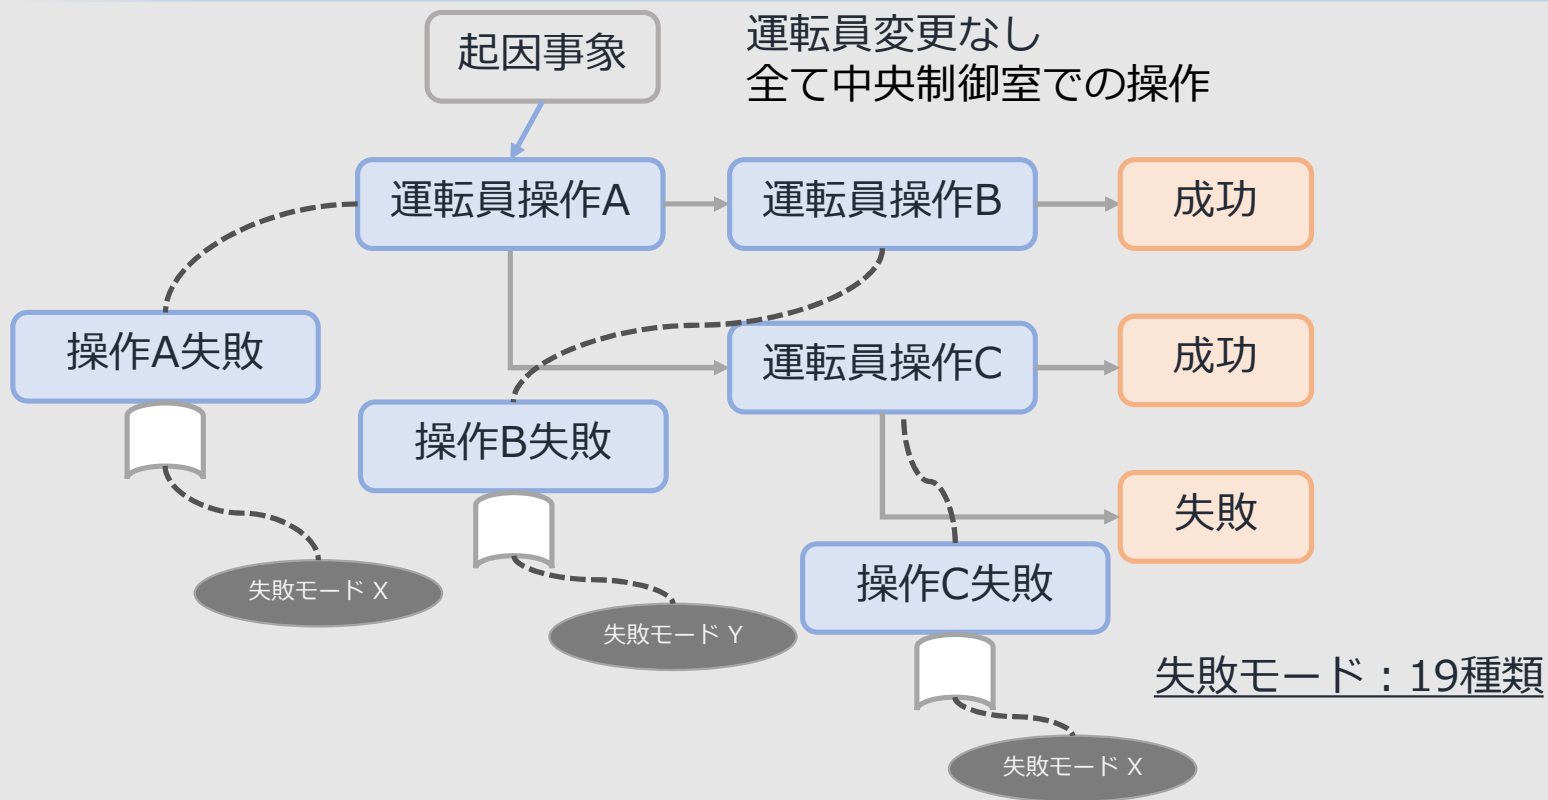 起因事象
運転員変更なし
全て中央制御室での操作
運転員操作A
運転員操作B
成功
操作A失敗
運転員操作C
成功
操作B失敗
失敗
操作C失敗
失敗モード X
失敗モード Y
失敗モード：19種類
失敗モード X